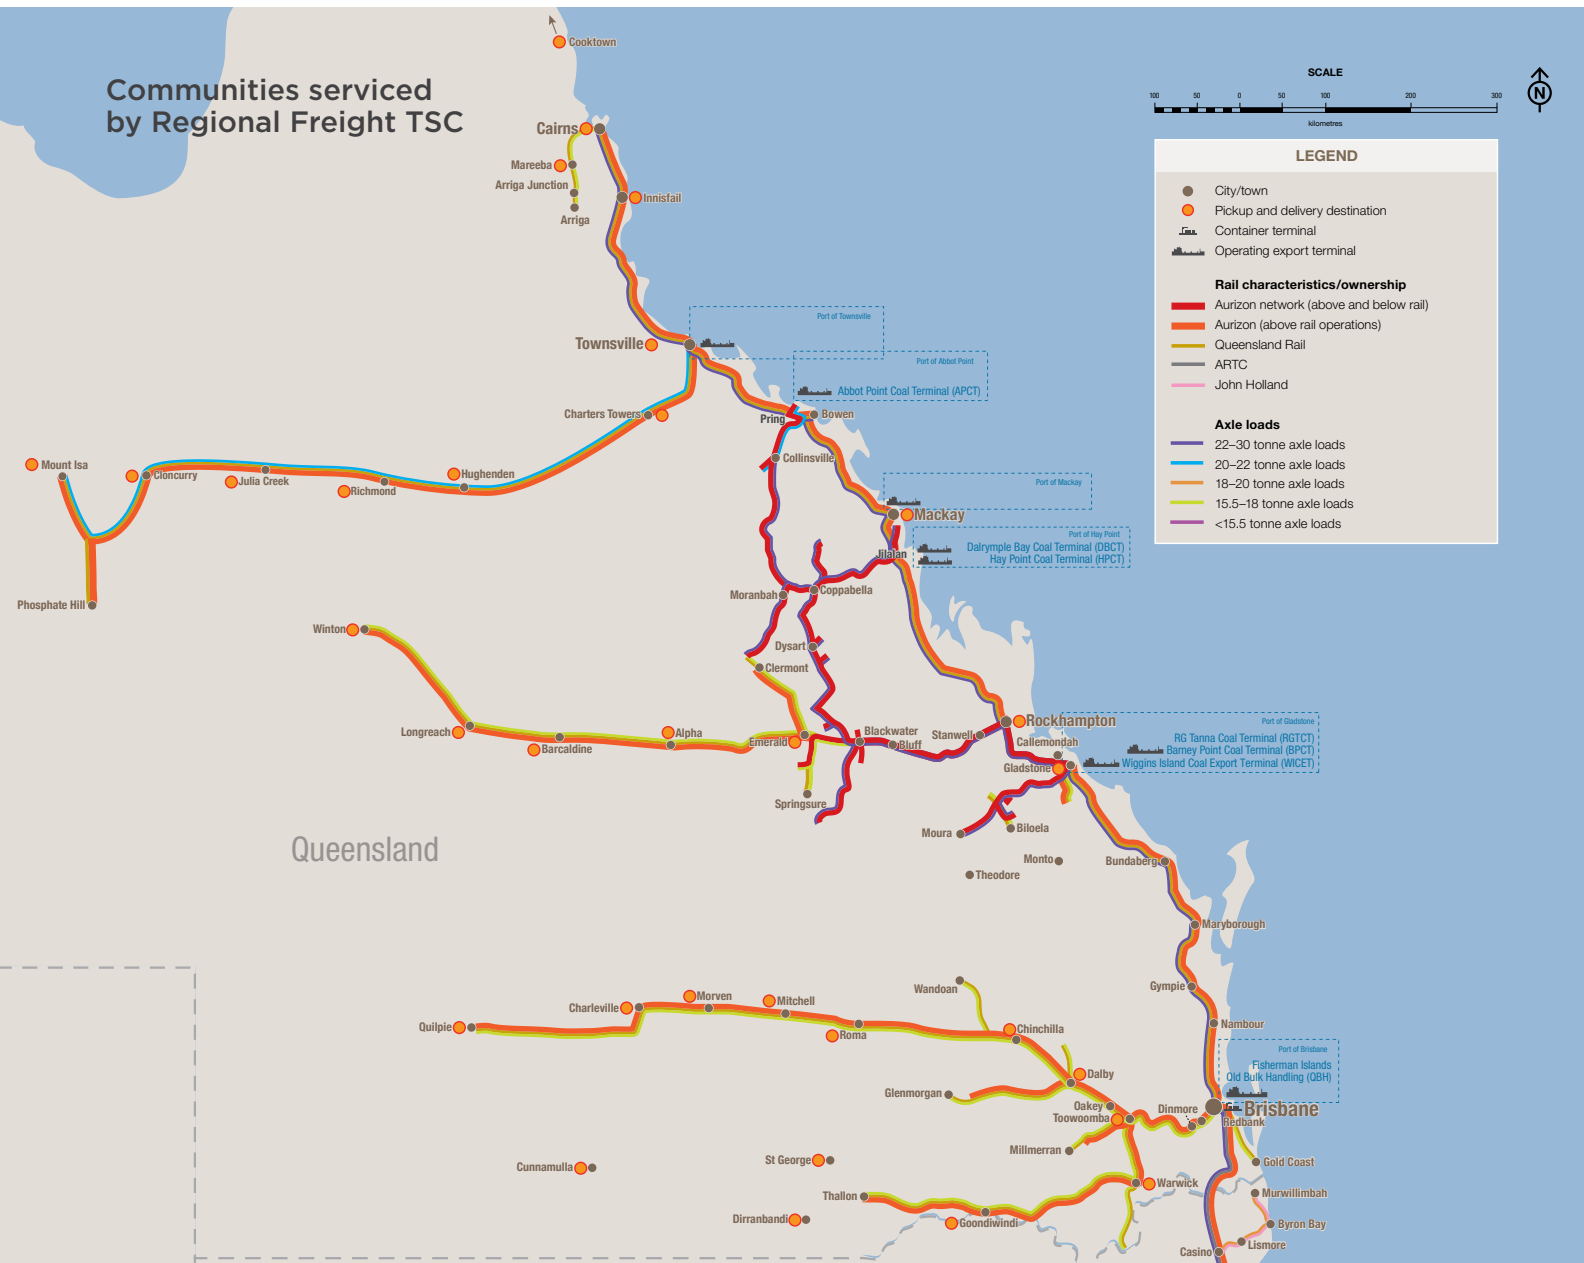 Communities serviced
by Regional Freight TSC
Cooktown
SCALE
100 50 0 50 100 200 300
kilometres
N
LEGEND
City/town
Pickup and delivery destination
Container terminal
Operating export terminal
Rail characteristics/ownership
Aurizon network (above and below rail)
Aurizon (above rail operations)
Queensland Rail
ARTC
John Holland
Axle loads
22–30 tonne axle loads
20–22 tonne axle loads
18–20 tonne axle loads
15.5–18 tonne axle loads
<15.5 tonne axle loads
Cairns
Mareeba
Arriga Junction
Innisfail
Arriga
Port of Townsville
Townsville
Port of Abbot Point
Abbot Point Coal Terminal (APCT)
Charters Towers
Pring
Bowen
Collinsville
Mount Isa
Cloncurry
Julia Creek
Richmond
Hughenden
Port of Mackay
Mackay
Port of Hay Point
Dalrymple Bay Coal Terminal (DBCT)
Hay Point Coal Terminal (HPCT)
Jilalan
Moranbah
Coppabella
Phosphate Hill
Winton
Dysart
Clermont
Longreach
Barcaldine
Alpha
Emerald
Blackwater
Bluff
Stanwell
Rockhampton
Callemondah
Gladstone
Port of Gladstone
RG Tanna Coal Terminal (RGTCT)
Barney Point Coal Terminal (BPCT)
Wiggins Island Coal Export Terminal (WICET)
Springsure
Moura
Biloela
Queensland
Monto
Theodore
Bundaberg
Maryborough
Wandoan
Gympie
Charleville
Morven
Mitchell
Quilpie
Roma
Chinchilla
Nambour
Port of Brisbane
Fisherman Islands
Qld Bulk Handling (QBH)
Dalby
Glenmorgan
Oakey
Toowoomba
Dinmore
Brisbane
Redbank
Millmerran
Cunnamulla
St George
Gold Coast
Warwick
Thallon
Murwillimbah
Dirranbandi
Goondiwindi
Byron Bay
Lismore
Casino